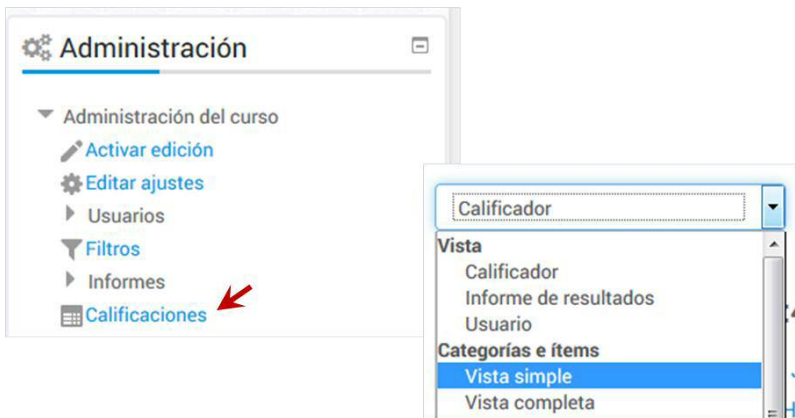 Administración
Administración del curso
Activar edición
Editar ajustes
Usuarios
Filtros
Informes
Calificaciones
Calificador
Vista
Calificador
Informe de resultados
Usuario
Categorías e ítems
Vista simple
Vista completa